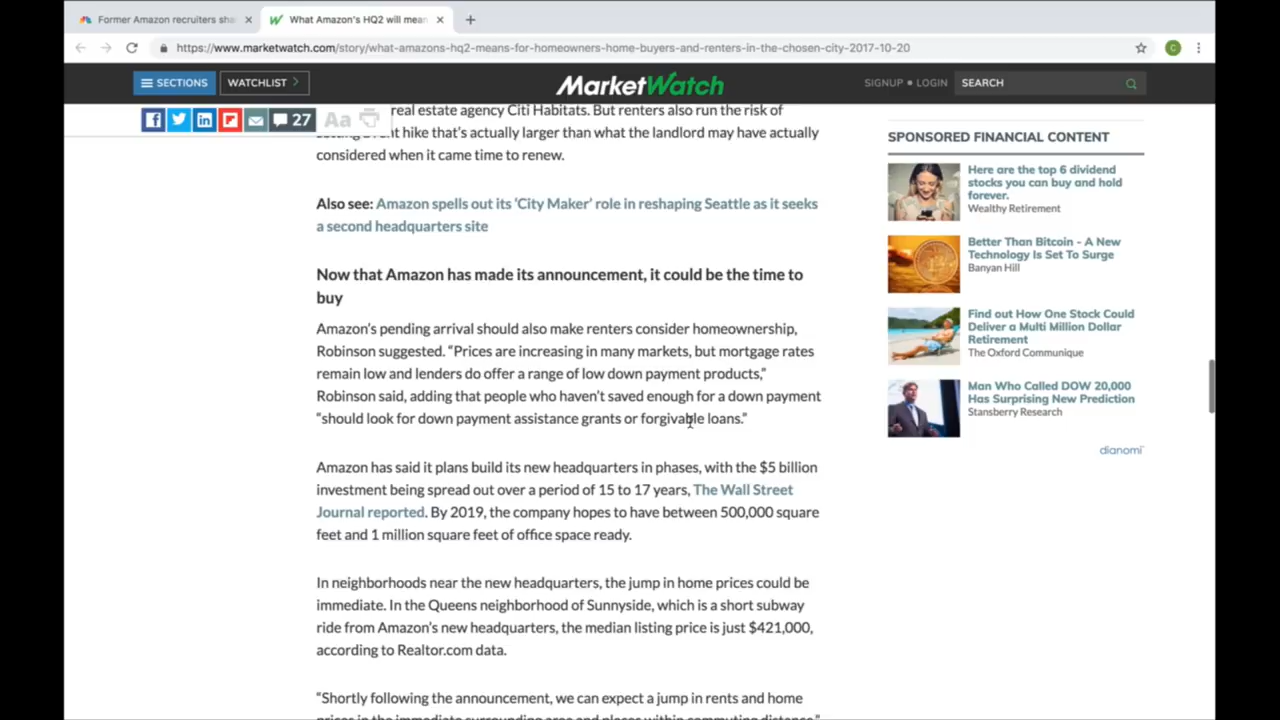 Former Amazon recruiters sha
What Amazon's HQ2 will mean
https://www.marketwatch.com/story/what-amazons-hq2-means-for-homeowners-home-buyers-and-renters-in-the-chosen-city-2017-10-20
C
SECTIONS
WATCHLIST
MarketWatch
SIGNUP • LOGIN
SEARCH
27
Aa
real estate agency Citi Habitats. But renters also run the risk of
hike that's actually larger than what the landlord may have actually
considered when it came time to renew.
Also see: Amazon spells out its 'City Maker' role in reshaping Seattle as it seeks
a second headquarters site
Now that Amazon has made its announcement, it could be the time to
buy
Amazon's pending arrival should also make renters consider homeownership,
Robinson suggested. “Prices are increasing in many markets, but mortgage rates
remain low and lenders do offer a range of low down payment products,”
Robinson said, adding that people who haven't saved enough for a down payment
“should look for down payment assistance grants or forgivable loans.”
Amazon has said it plans build its new headquarters in phases, with the $5 billion
investment being spread out over a period of 15 to 17 years, The Wall Street
Journal reported. By 2019, the company hopes to have between 500,000 square
feet and 1 million square feet of office space ready.
In neighborhoods near the new headquarters, the jump in home prices could be
immediate. In the Queens neighborhood of Sunnyside, which is a short subway
ride from Amazon's new headquarters, the median listing price is just $421,000,
according to Realtor.com data.
“Shortly following the announcement, we can expect a jump in rents and home
prices in the immediate surrounding area and places within commuting distance.”
SPONSORED FINANCIAL CONTENT
Here are the top 6 dividend
stocks you can buy and hold
forever.
Wealthy Retirement
Better Than Bitcoin - A New
Technology Is Set To Surge
Banyan Hill
Find out How One Stock Could
Deliver a Multi Million Dollar
Retirement
The Oxford Communique
Man Who Called DOW 20,000
Has Surprising New Prediction
Stansberry Research
dianomi